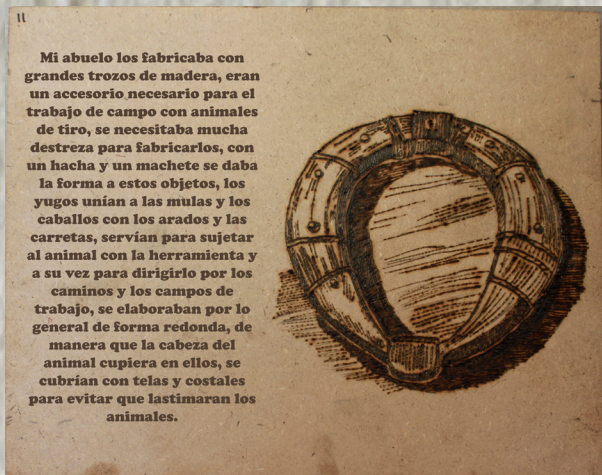 11
Mi abuelo los fabricaba con
grandes trozos de madera, eran
un accesorio necesario para el
trabajo de campo con animales
de tiro, se necesitaba mucha
destreza para fabricarlos, con
un hacha y un machete se daba
la forma a estos objetos, los
yugos unían a las mulas y los
caballos con los arados y las
carretas, servían para sujetar
al animal con la herramienta y
a su vez para dirigirlo por los
caminos y los campos de
trabajo, se elaboraban por lo
general de forma redonda, de
manera que la cabeza del
animal cupiera en ellos, se
cubrían con telas y costales
para evitar que lastimaran los
animales.